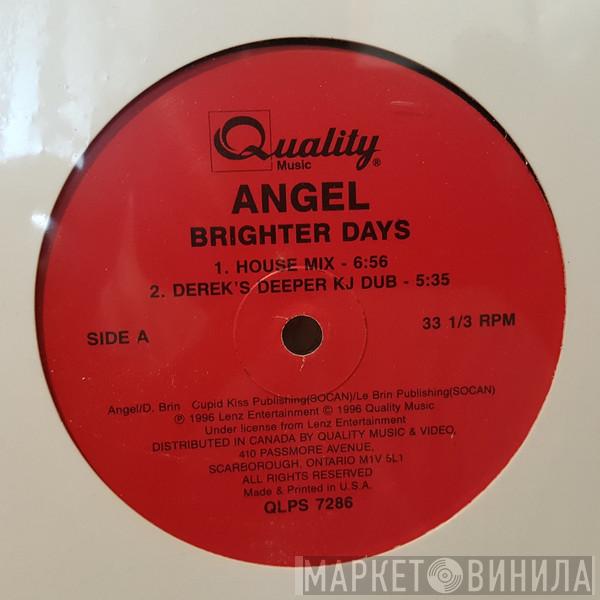 Quality
Music ®
ANGEL
BRIGHTER DAYS
1. HOUSE MIX - 6:56
2. DEREK'S DEEPER KJ DUB - 5:35
SIDE A
33 1/3 RPM
Angel/D. Brin Cupid Kiss Publishing(SOCAN)/Le Brin Publishing(SOCAN)
℗ 1996 Lenz Entertainment © 1996 Quality Music
Under license from Lenz Entertainment
DISTRIBUTED IN CANADA BY QUALITY MUSIC & VIDEO,
410 PASSMORE AVENUE,
SCARBOROUGH, ONTARIO M1V 5L1
ALL RIGHTS RESERVED
Made & Printed in U.S.A.
QLPS 7286
МАРКЕТ ВИНИЛА